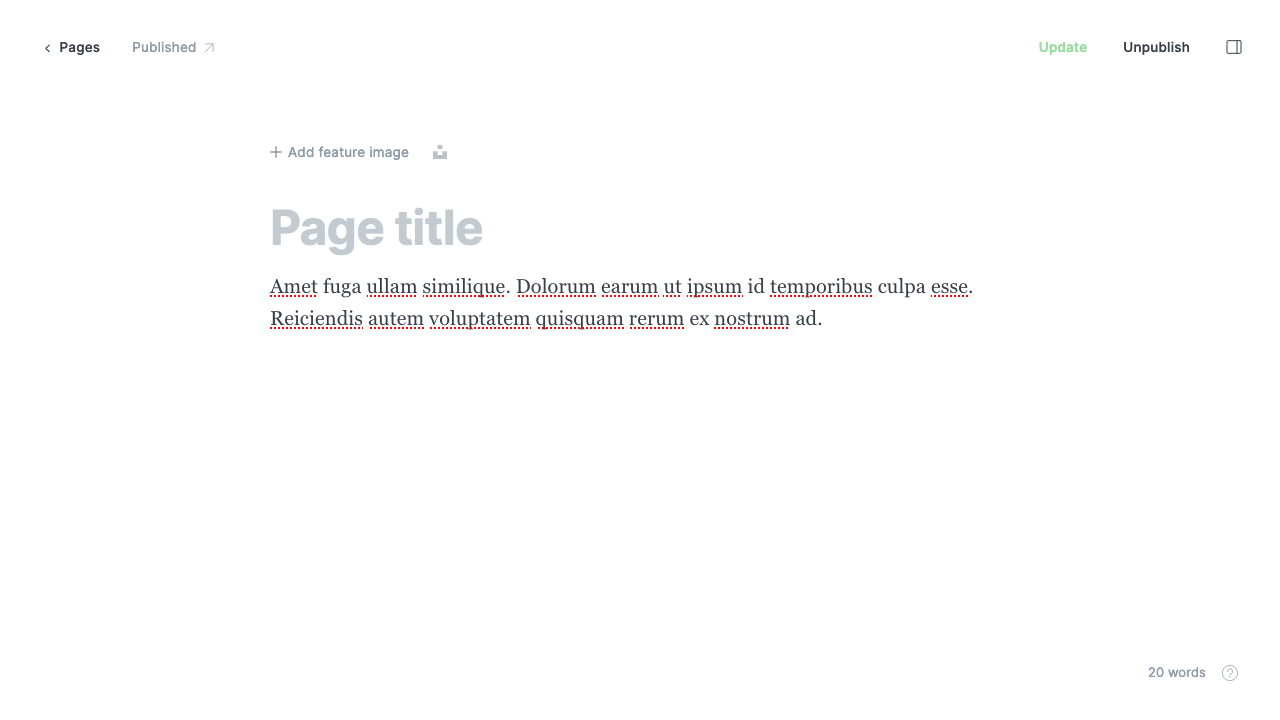 Pages
Published
Update
Unpublish
Add feature image
Page title
Amet fuga ullam similique. Dolorum earum ut ipsum id temporibus culpa esse.
Reiciendis autem voluptatem quisquam rerum ex nostrum ad.
20 words